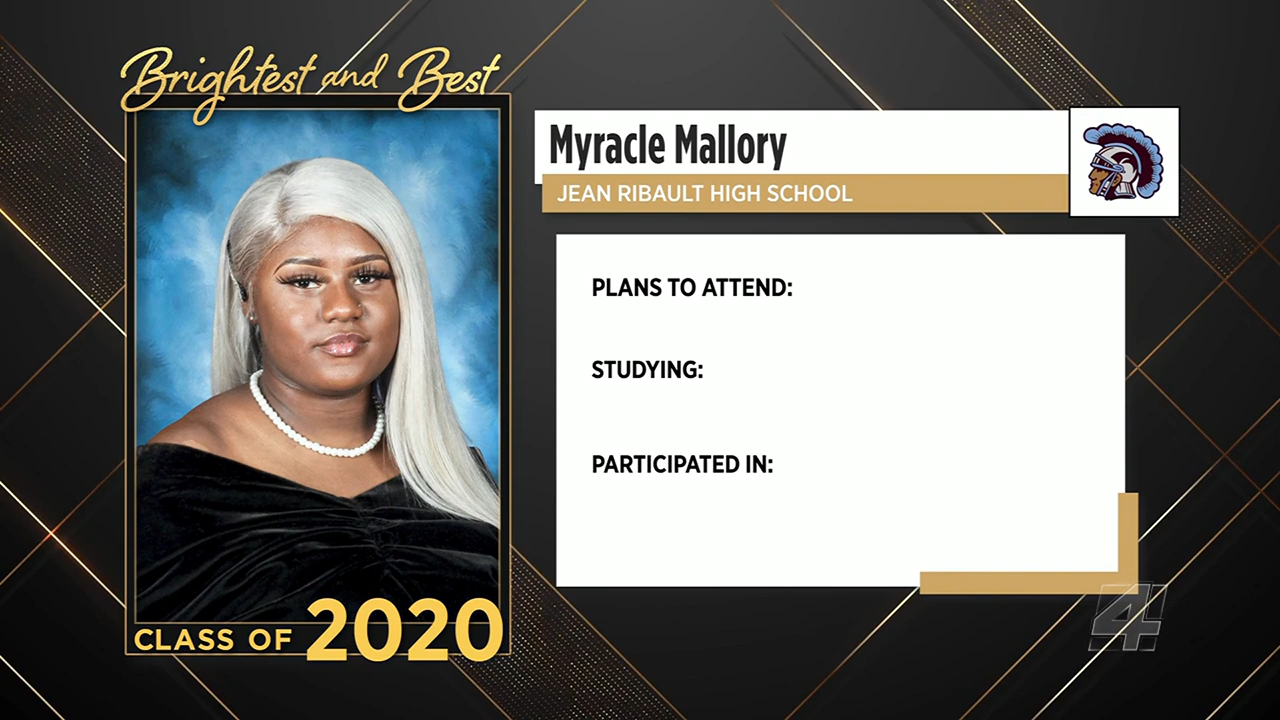 Brightest and Best
CLASS OF 2020
Myracle Mallory
JEAN RIBAULT HIGH SCHOOL
PLANS TO ATTEND:
STUDYING:
PARTICIPATED IN:
4